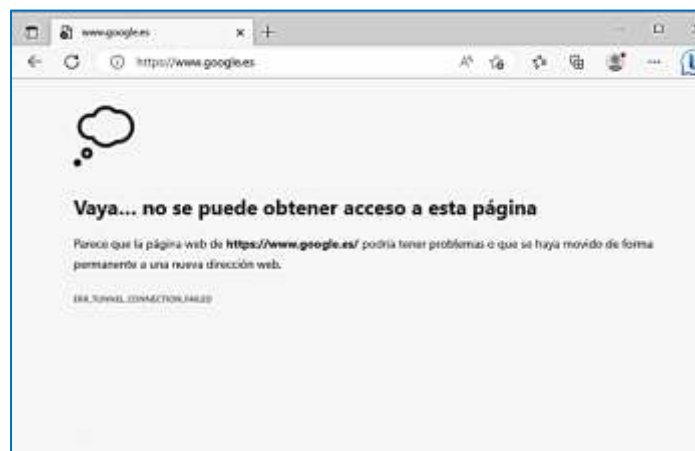 www.google.es
https://www.google.es
Vaya... no se puede obtener acceso a esta página
Parece que la página web de https://www.google.es/ podría tener problemas o que se haya movido de forma
permanente a una nueva dirección web.
ERR_TUNNEL_CONNECTION_FAILED